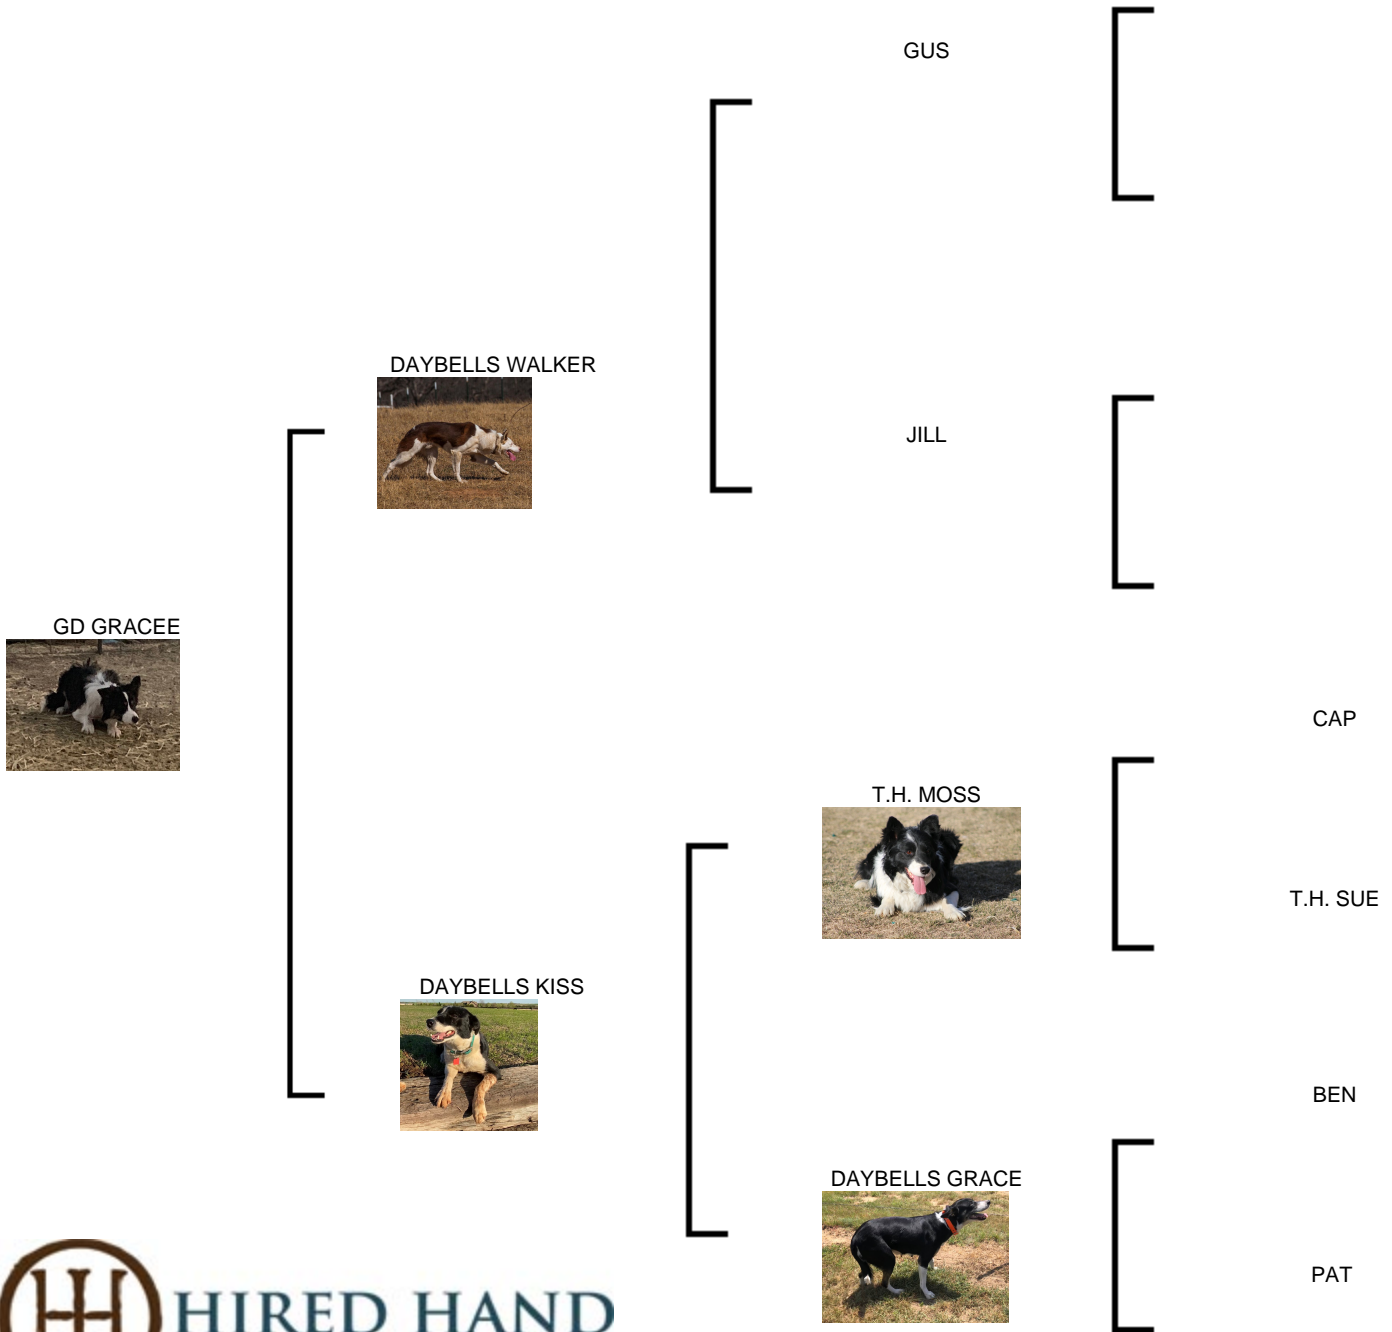 GUS
DAYBELLS WALKER
JILL
GD GRACEE
CAP
T.H. MOSS
T.H. SUE
DAYBELLS KISS
BEN
DAYBELLS GRACE
PAT
HIRED HAND